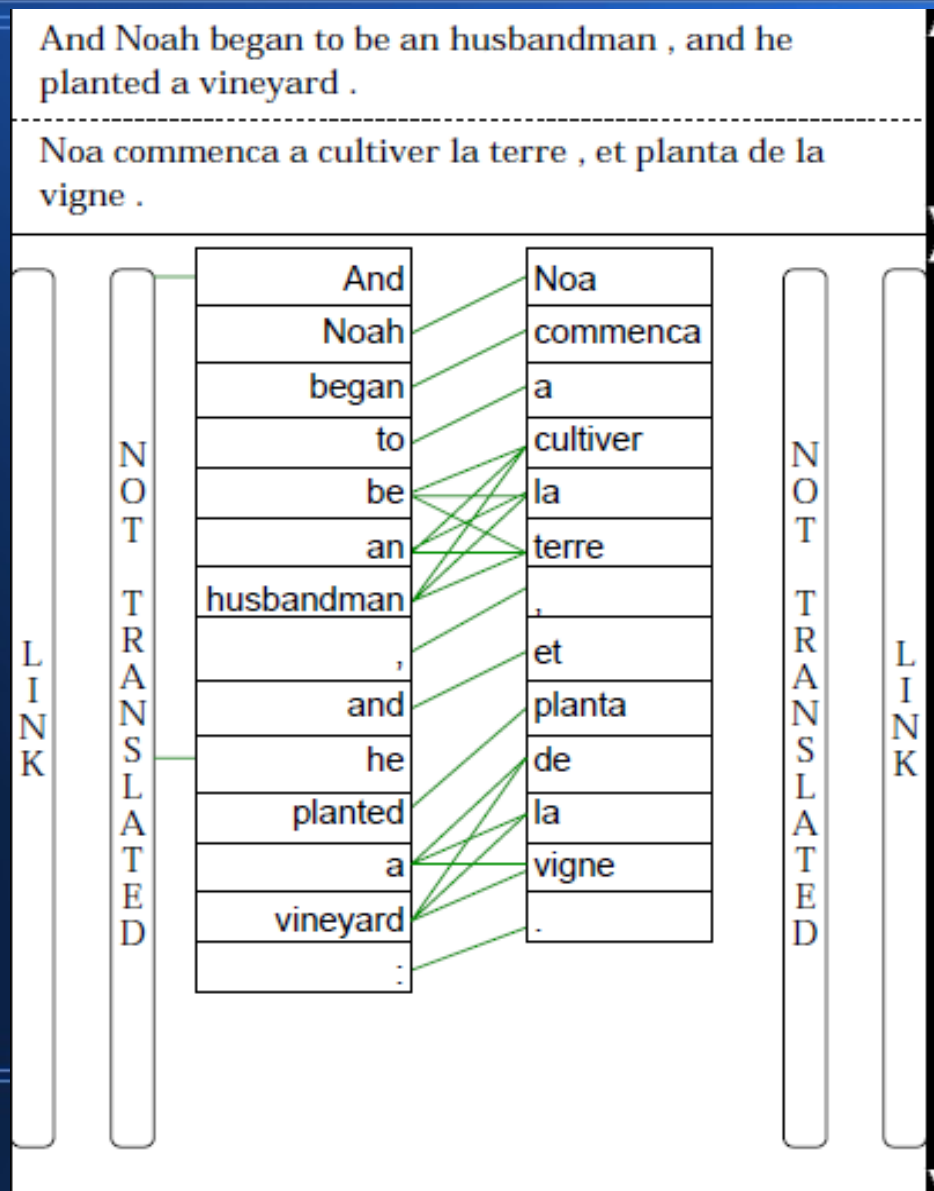 And Noah began to be an husbandman , and he
planted a vineyard .
Noa commenca a cultiver la terre , et planta de la
vigne .
And Noa
Noah commenca
began a
to cultiver
be la
an terre
husbandman ,
, et
and planta
he de
planted la
a vigne
vineyard .
:
LINK
NOT TRANSLATED
NOT TRANSLATED
LINK